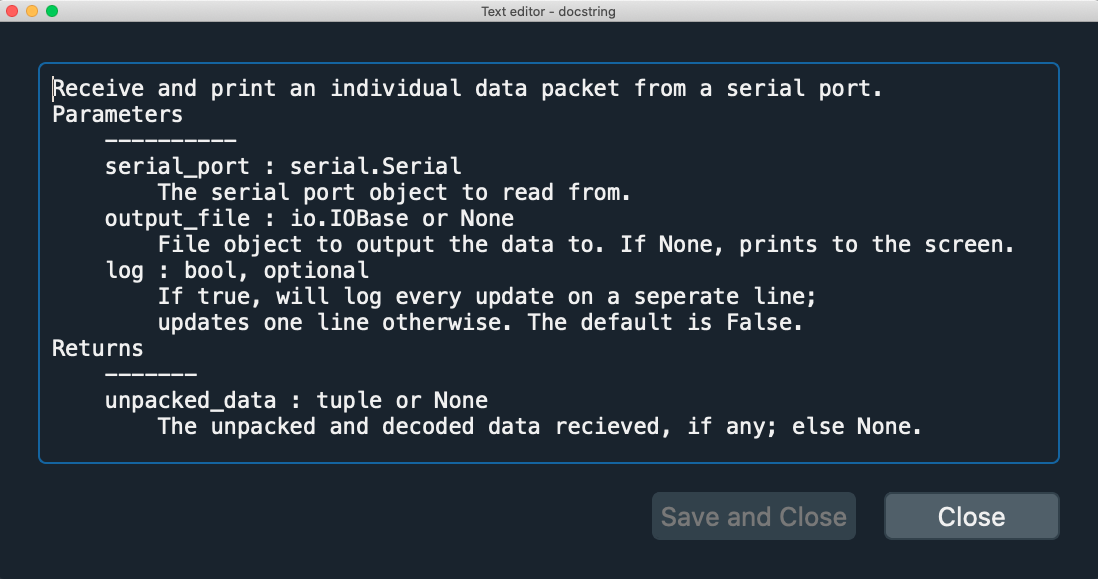 Text editor - docstring
Receive and print an individual data packet from a serial port.
Parameters
    ----------
    serial_port : serial.Serial
        The serial port object to read from.
    output_file : io.IOBase or None
        File object to output the data to. If None, prints to the screen.
    log : bool, optional
        If true, will log every update on a seperate line;
        updates one line otherwise. The default is False.
Returns
    -------
    unpacked_data : tuple or None
        The unpacked and decoded data recieved, if any; else None.
Save and Close
Close